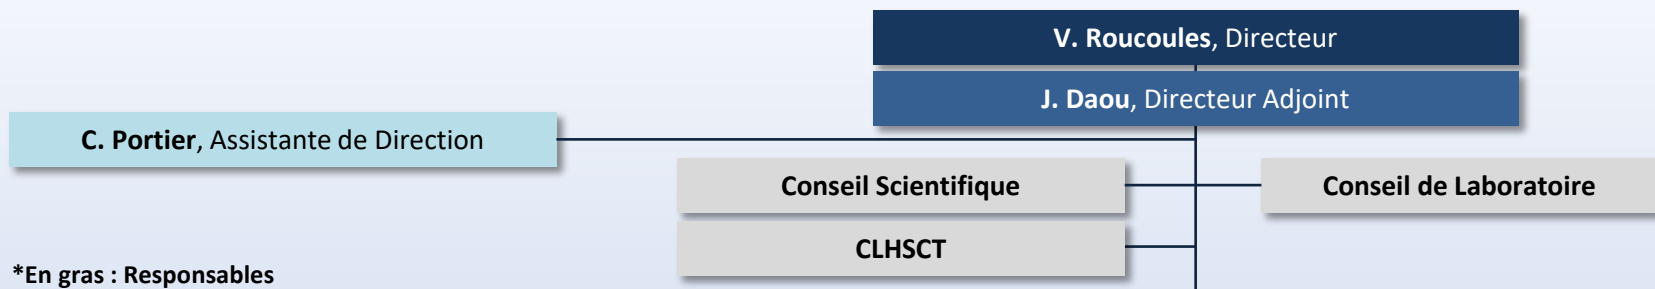 V. Roucoules, Directeur
J. Daou, Directeur Adjoint
C. Portier, Assistante de Direction
Conseil Scientifique
Conseil de Laboratoire
CLHSCT
*En gras : Responsables